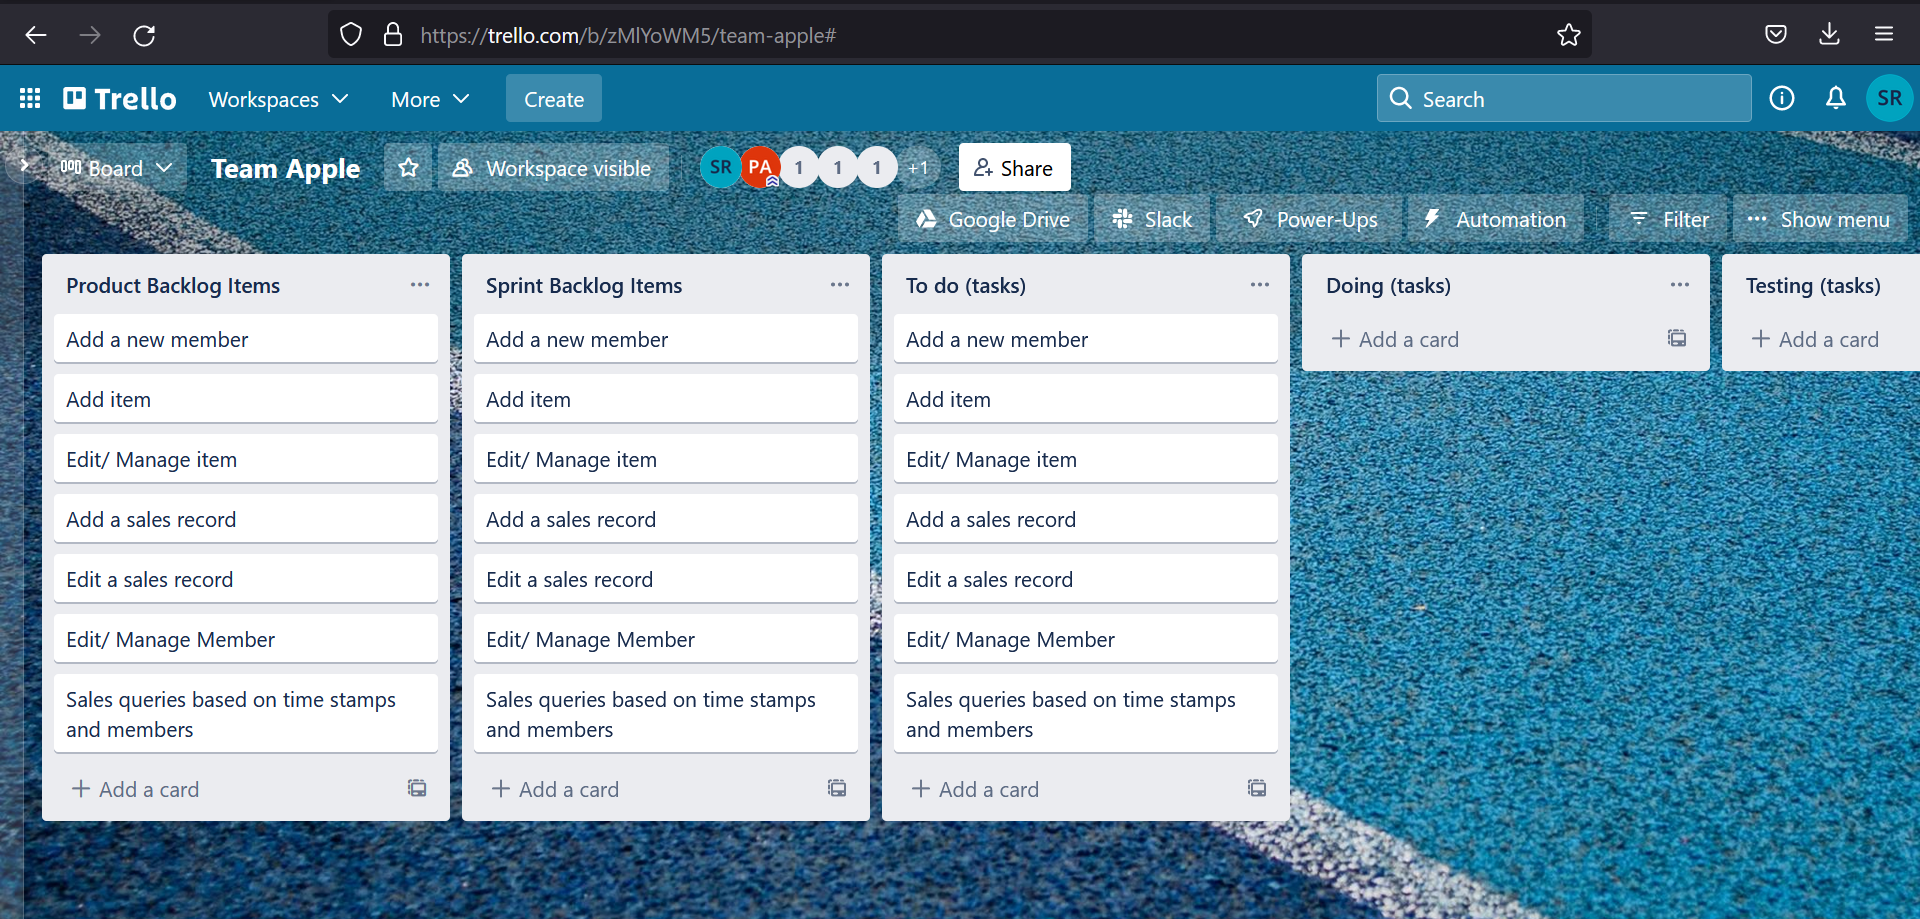 https://trello.com/b/zMlYoWM5/team-apple#
Trello Workspaces More Create Search SR
Board Team Apple Workspace visible SR PA 1 1 1 +1 Share
Google Drive Slack Power-Ups Automation Filter Show menu
Product Backlog Items
Add a new member
Add item
Edit/ Manage item
Add a sales record
Edit a sales record
Edit/ Manage Member
Sales queries based on time stamps
and members
Add a card
Sprint Backlog Items
Add a new member
Add item
Edit/ Manage item
Add a sales record
Edit a sales record
Edit/ Manage Member
Sales queries based on time stamps
and members
Add a card
To do (tasks)
Add a new member
Add item
Edit/ Manage item
Add a sales record
Edit a sales record
Edit/ Manage Member
Sales queries based on time stamps
and members
Add a card
Doing (tasks)
Add a card
Testing (tasks)
Add a card